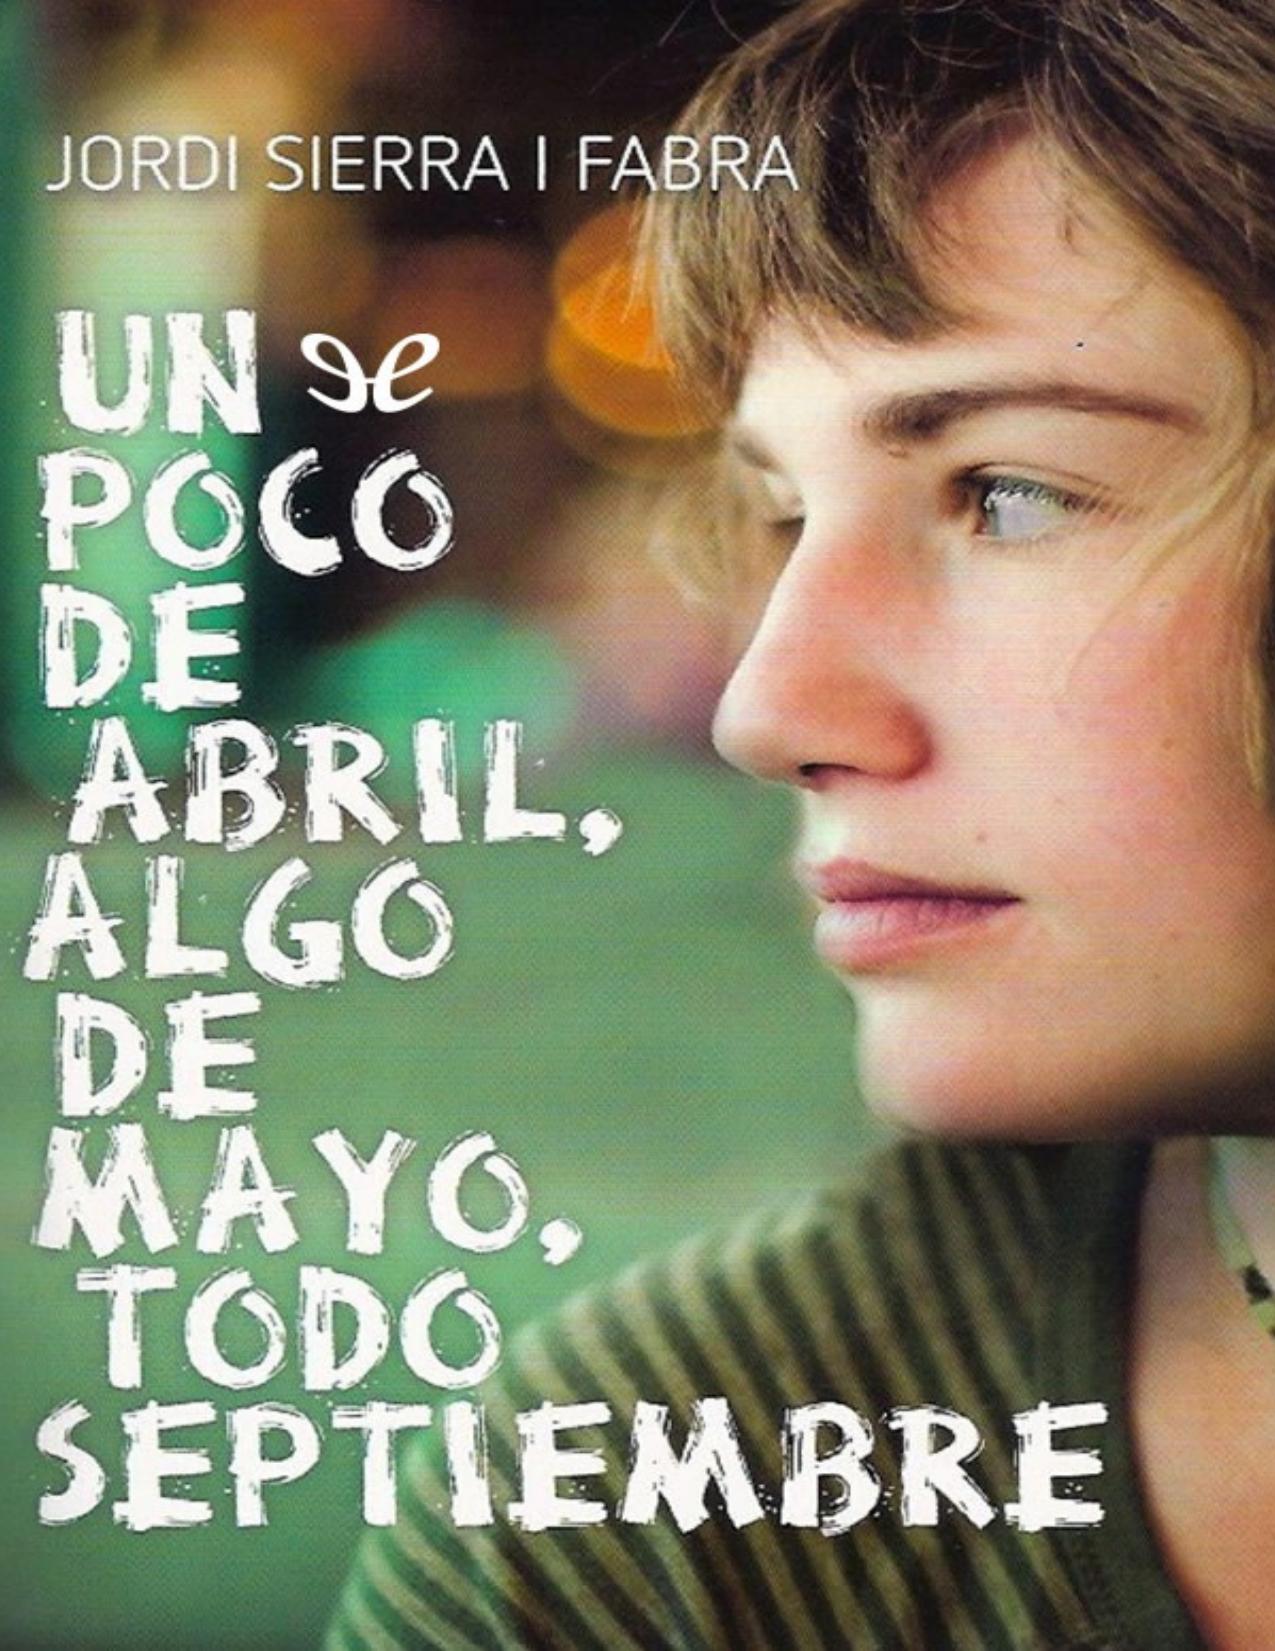 JORDI SIERRA I FABRA
UN
POCO
DE
ABRIL,
ALGO
DE
MAYO,
TODO
SEPTIEMBRE